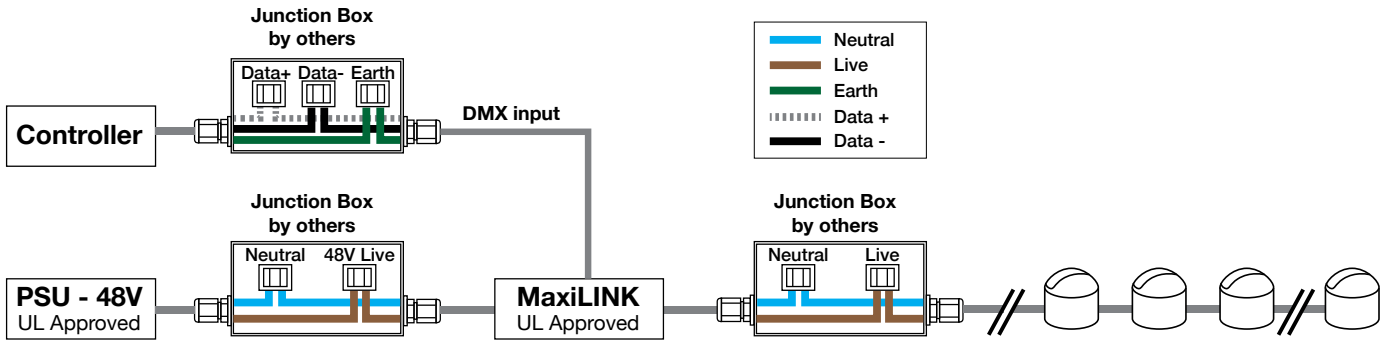 Junction Box
by others
Data+ Data- Earth
Controller
DMX input
Neutral
Live
Earth
Data +
Data -
Junction Box
by others
Neutral 48V Live
PSU - 48V
UL Approved
MaxiLINK
UL Approved
Junction Box
by others
Neutral Live